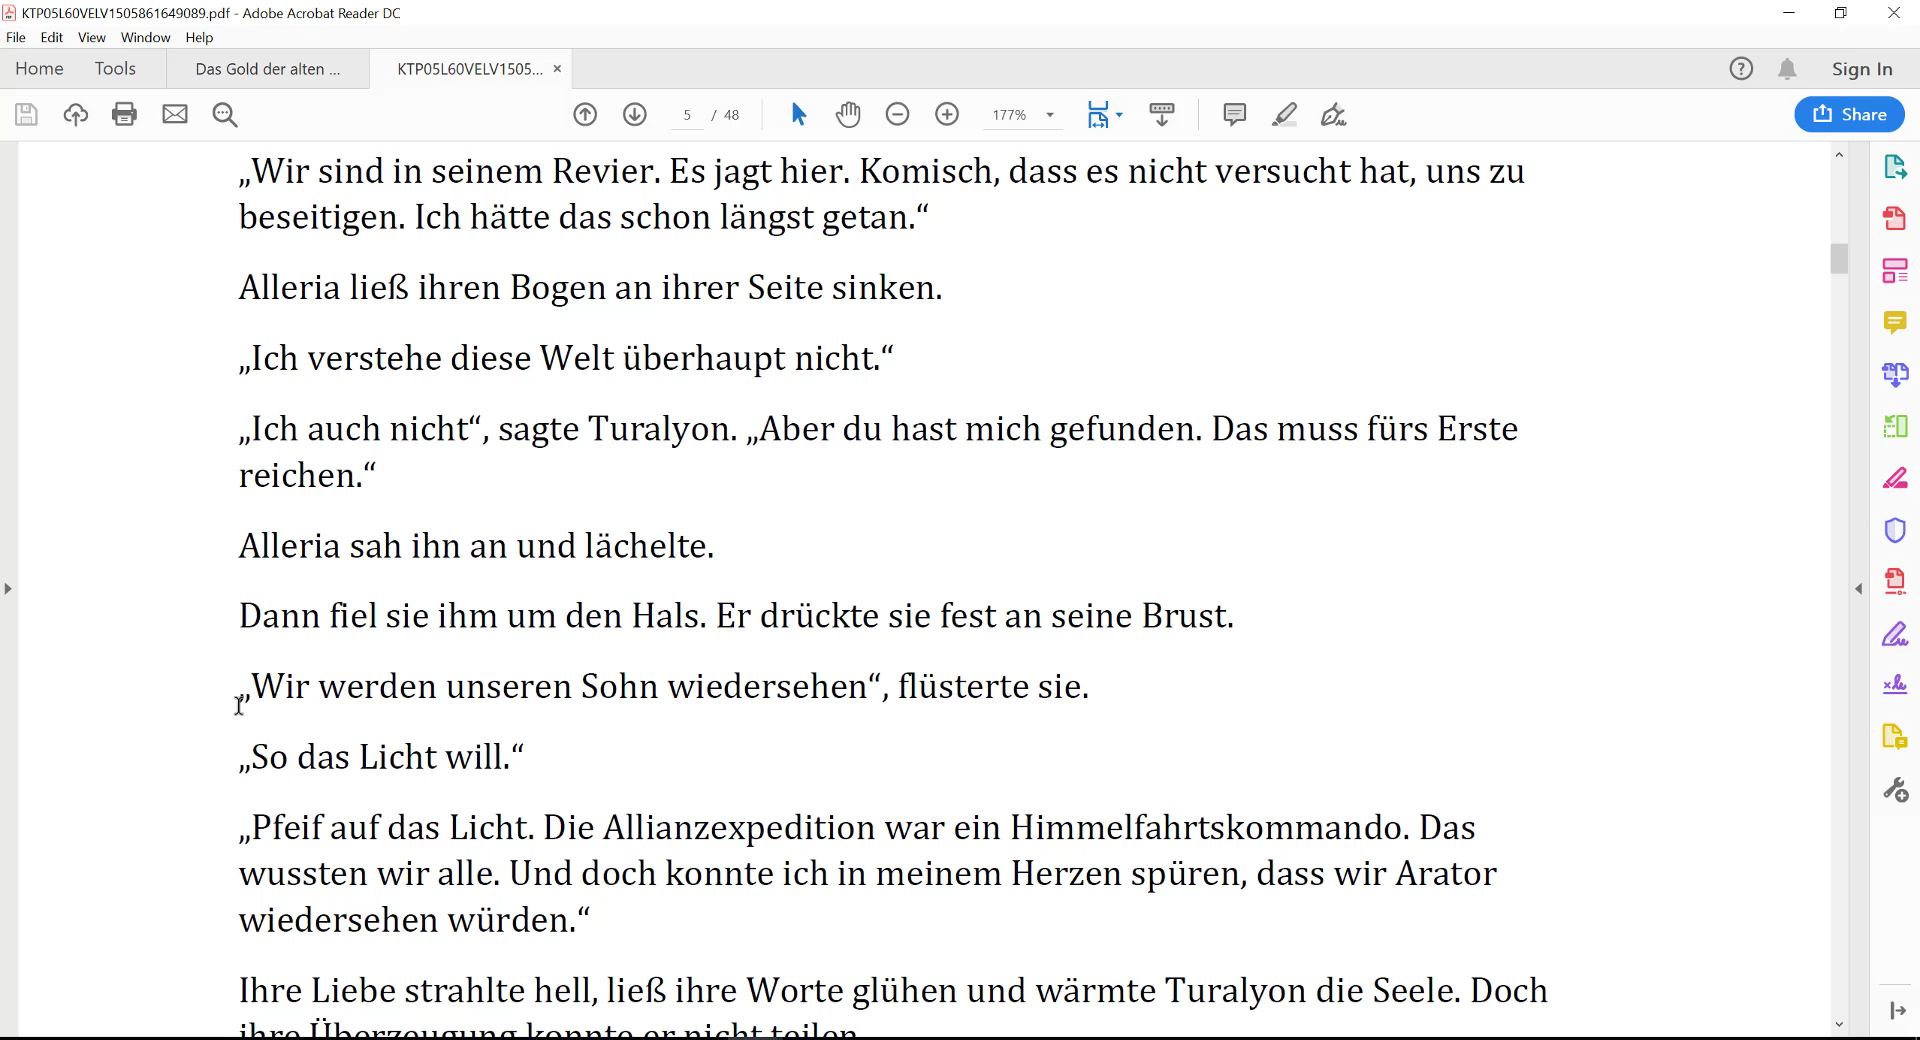 KTP05L60VELV1505861649089.pdf - Adobe Acrobat Reader DC
File Edit View Window Help
Home Tools Das Gold der alten ... KTP05L60VELV1505... × Sign In
5 / 48 177% Share
„Wir sind in seinem Revier. Es jagt hier. Komisch, dass es nicht versucht hat, uns zu
beseitigen. Ich hätte das schon längst getan.“
Alleria ließ ihren Bogen an ihrer Seite sinken.
„Ich verstehe diese Welt überhaupt nicht.“
„Ich auch nicht“, sagte Turalyon. „Aber du hast mich gefunden. Das muss fürs Erste
reichen.“
Alleria sah ihn an und lächelte.
Dann fiel sie ihm um den Hals. Er drückte sie fest an seine Brust.
„Wir werden unseren Sohn wiedersehen“, flüsterte sie.
„So das Licht will.“
„Pfeif auf das Licht. Die Allianzexpedition war ein Himmelfahrtskommando. Das
wussten wir alle. Und doch konnte ich in meinem Herzen spüren, dass wir Arator
wiedersehen würden.“
Ihre Liebe strahlte hell, ließ ihre Worte glühen und wärmte Turalyon die Seele. Doch
ihre Überzeugung konnte er nicht teilen.